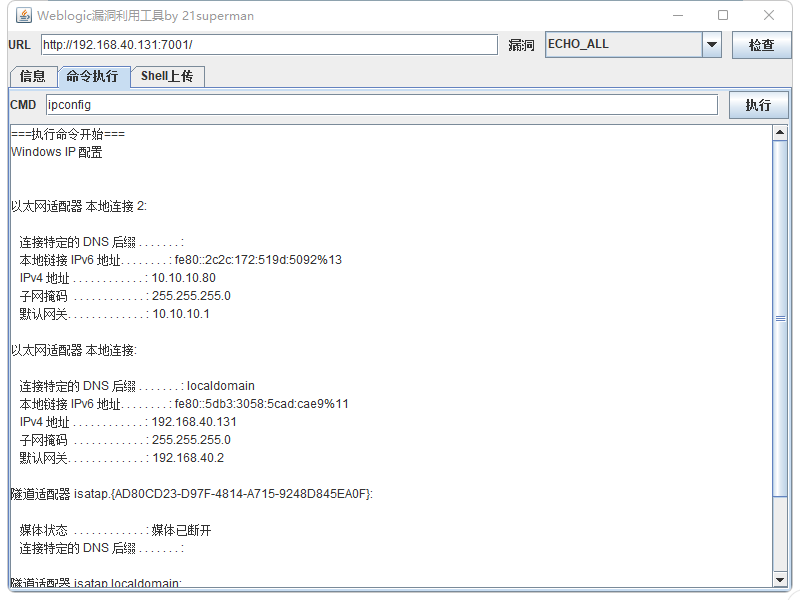 Weblogic漏洞利用工具by 21superman
URL http://192.168.40.131:7001/ 漏洞 ECHO_ALL 检查
信息 命令执行 Shell上传
CMD ipconfig 执行
===执行命令开始===
Windows IP 配置
以太网适配器 本地连接 2:
连接特定的 DNS 后缀 . . . . . . . :
本地链接 IPv6 地址. . . . . . . . : fe80::2c2c:172:519d:5092%13
IPv4 地址 . . . . . . . . . . . . : 10.10.10.80
子网掩码 . . . . . . . . . . . . : 255.255.255.0
默认网关. . . . . . . . . . . . . : 10.10.10.1
以太网适配器 本地连接:
连接特定的 DNS 后缀 . . . . . . . : localdomain
本地链接 IPv6 地址. . . . . . . . : fe80::5db3:3058:5cad:cae9%11
IPv4 地址 . . . . . . . . . . . . : 192.168.40.131
子网掩码 . . . . . . . . . . . . : 255.255.255.0
默认网关. . . . . . . . . . . . . : 192.168.40.2
隧道适配器 isatap.{AD80CD23-D97F-4814-A715-9248D845EA0F}:
媒体状态 . . . . . . . . . . . . : 媒体已断开
连接特定的 DNS 后缀 . . . . . . . :
隧道适配器 isatap.localdomain: